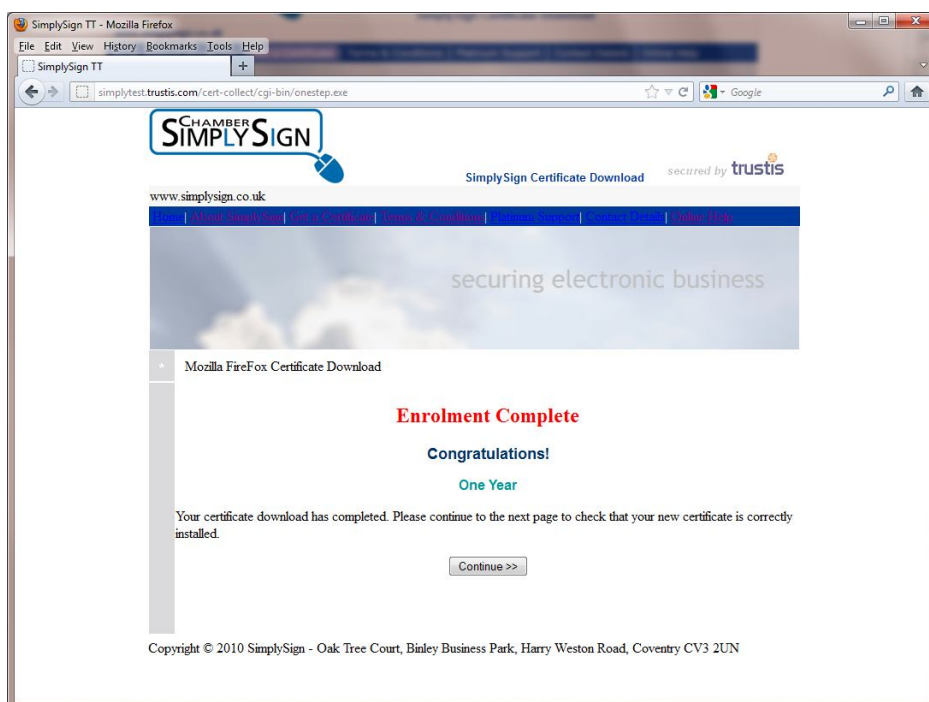 SimplySign TT - Mozilla Firefox
File Edit View History Bookmarks Tools Help
SimplySign TT
+
simplytest.trustis.com/cert-collect/cgi-bin/onestep.exe
Google
CHAMBER
SIMPLYSIGN
SimplySign Certificate Download
secured by trustis
www.simplysign.co.uk
Home| About SimplySign| Get a Certificate| Terms & Conditions| Platinum Support| Contact Details| Online Help
securing electronic business
Mozilla FireFox Certificate Download
Enrolment Complete
Congratulations!
One Year
Your certificate download has completed. Please continue to the next page to check that your new certificate is correctly
installed.
Continue >>
Copyright © 2010 SimplySign - Oak Tree Court, Binley Business Park, Harry Weston Road, Coventry CV3 2UN